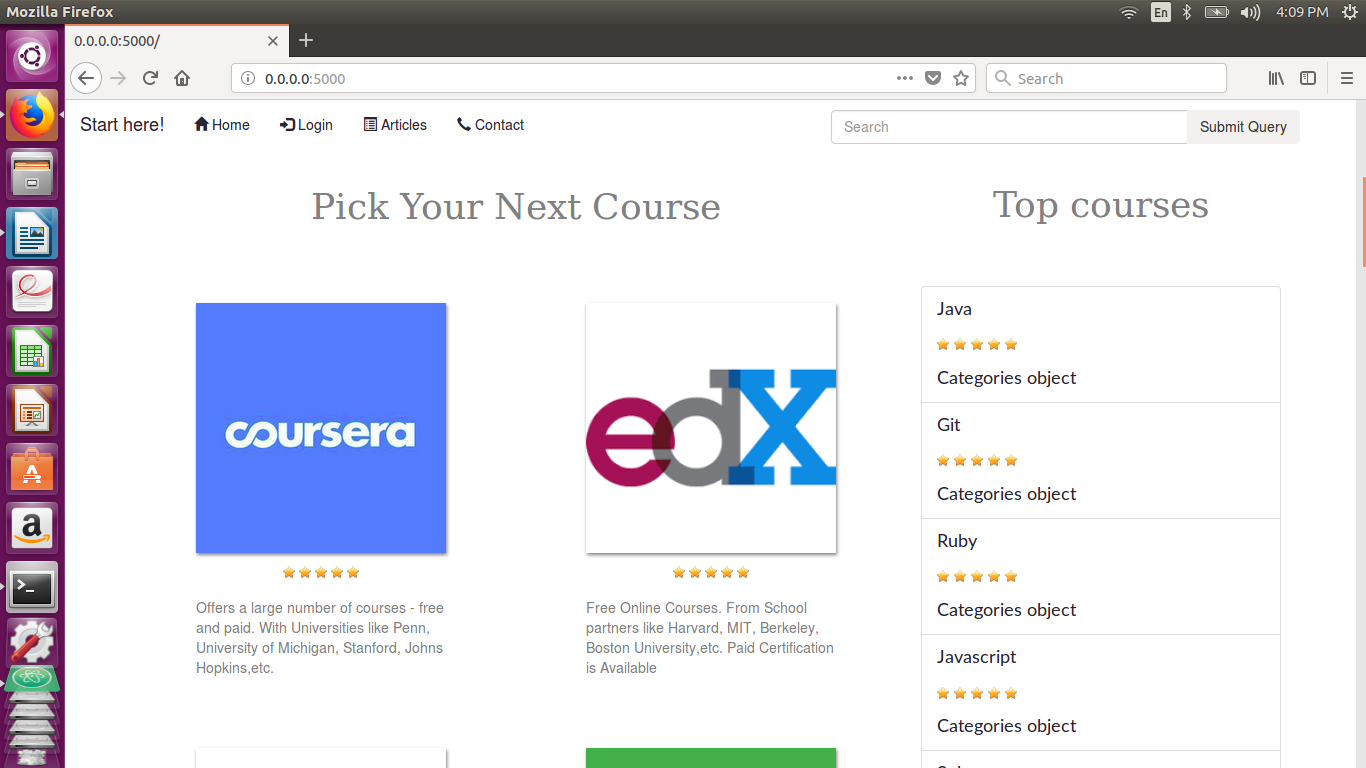 Mozilla Firefox
En
4:09 PM
0.0.0.0:5000/
0.0.0.0:5000
Search
Start here!
Home
Login
Articles
Contact
Search
Submit Query
Pick Your Next Course
Top courses
coursera
edX
Offers a large number of courses - free
and paid. With Universities like Penn,
University of Michigan, Stanford, Johns
Hopkins,etc.
Free Online Courses. From School
partners like Harvard, MIT, Berkeley,
Boston University,etc. Paid Certification
is Available
Java
Categories object
Git
Categories object
Ruby
Categories object
Javascript
Categories object